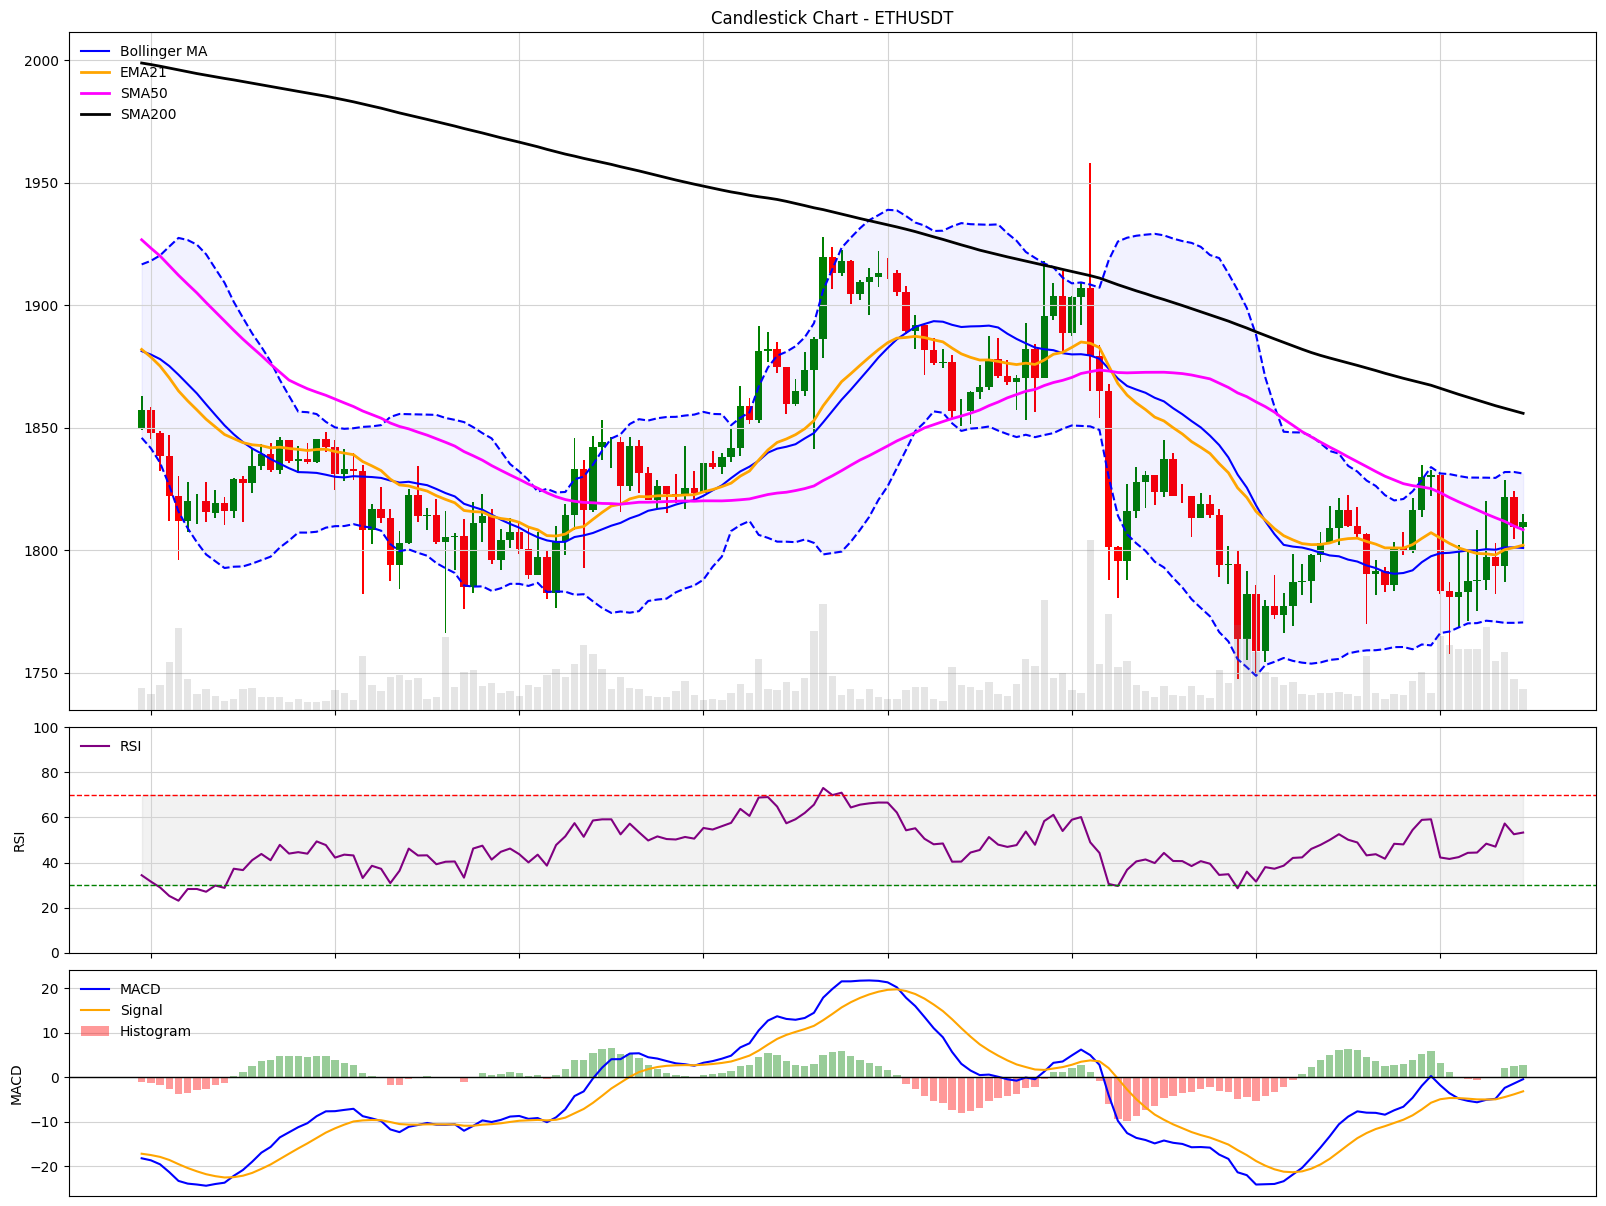 Candlestick Chart - ETHUSDT
Bollinger MA
EMA21
SMA50
SMA200
2000
1950
1900
1850
1800
1750
RSI
100
80
60
40
20
0
RSI
MACD
Signal
Histogram
20
10
0
−10
−20
MACD